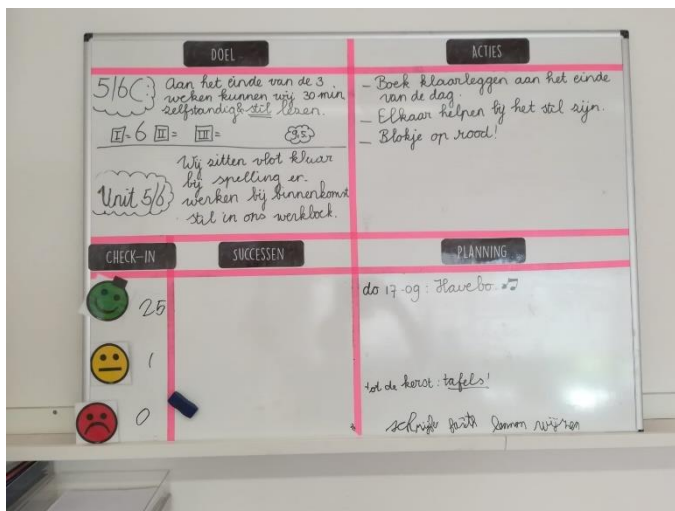 DOEL
5/6C:
Aan het einde van de 3
weken kunnen wij 30 min
zelfstandig stil lezen.
I = 6 II = III =
Wij zitten vlot klaar
bij spelling en
werken bij binnenkomst
stil in ons werkboek.
Unit 5/6
ACTIES
- Boek klaarleggen aan het einde
van de dag.
- Elkaar helpen bij het stil zijn.
- Blokje op rood!
CHECK-IN
25
1
0
SUCCESSEN
PLANNING
do 17-09: Havebo
tot de kerst: tafels!